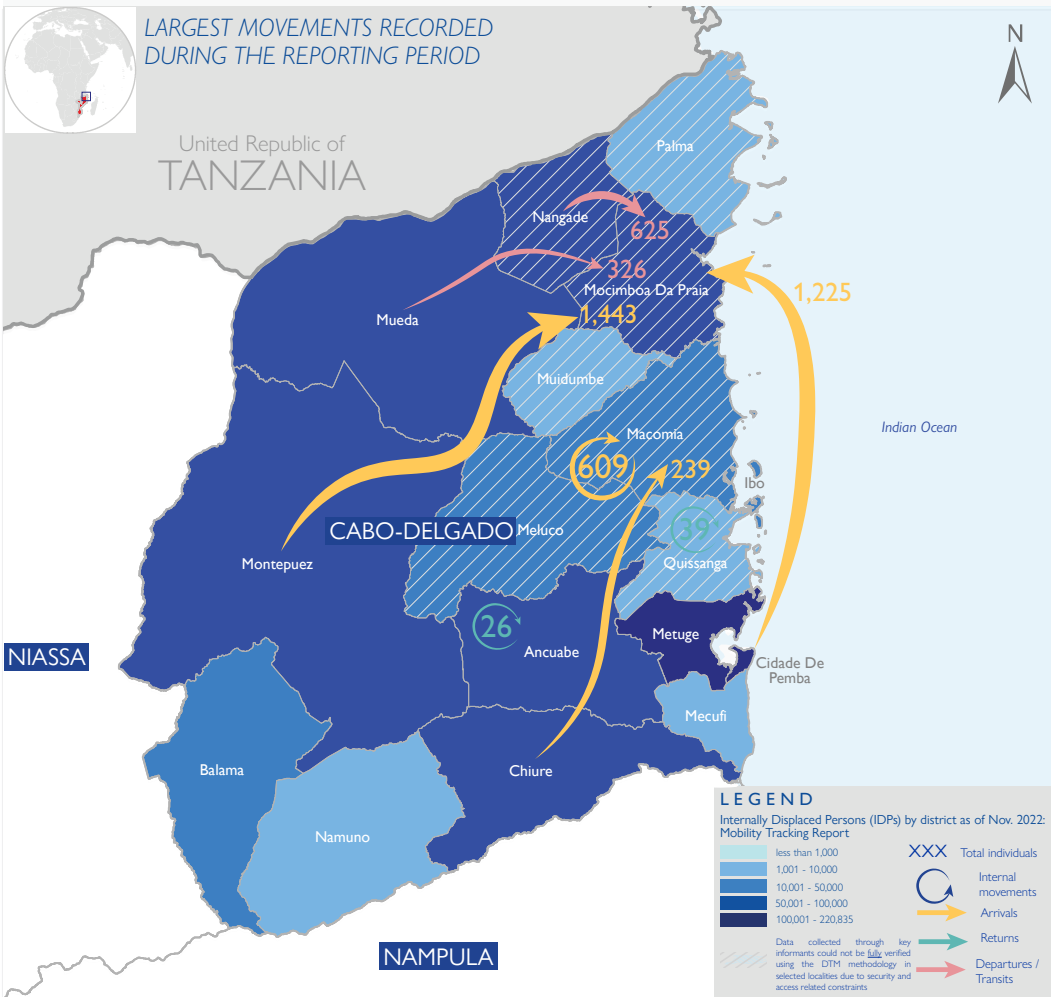 LARGEST MOVEMENTS RECORDED
DURING THE REPORTING PERIOD
N
United Republic of
TANZANIA
Palma
Nangade
625
326
Mocimboa Da Praia
1,225
1,443
Mueda
Muidumbe
Macomia
Indian Ocean
609
239
Ibo
CABO-DELGADO
Meluco
39
Montepuez
Quissanga
26
Metuge
Ancuabe
NIASSA
Cidade De
Pemba
Mecufi
Balama
Chiure
Namuno
NAMPULA
LEGEND
Internally Displaced Persons (IDPs) by district as of Nov. 2022:
Mobility Tracking Report
less than 1,000
1,001 - 10,000
10,001 - 50,000
50,001 - 100,000
100,001 - 220,835
XXX Total individuals
Internal
movements
Arrivals
Returns
Departures /
Transits
Data collected through key
informants could not be fully verified
using the DTM methodology in
selected localities due to security and
access related constraints